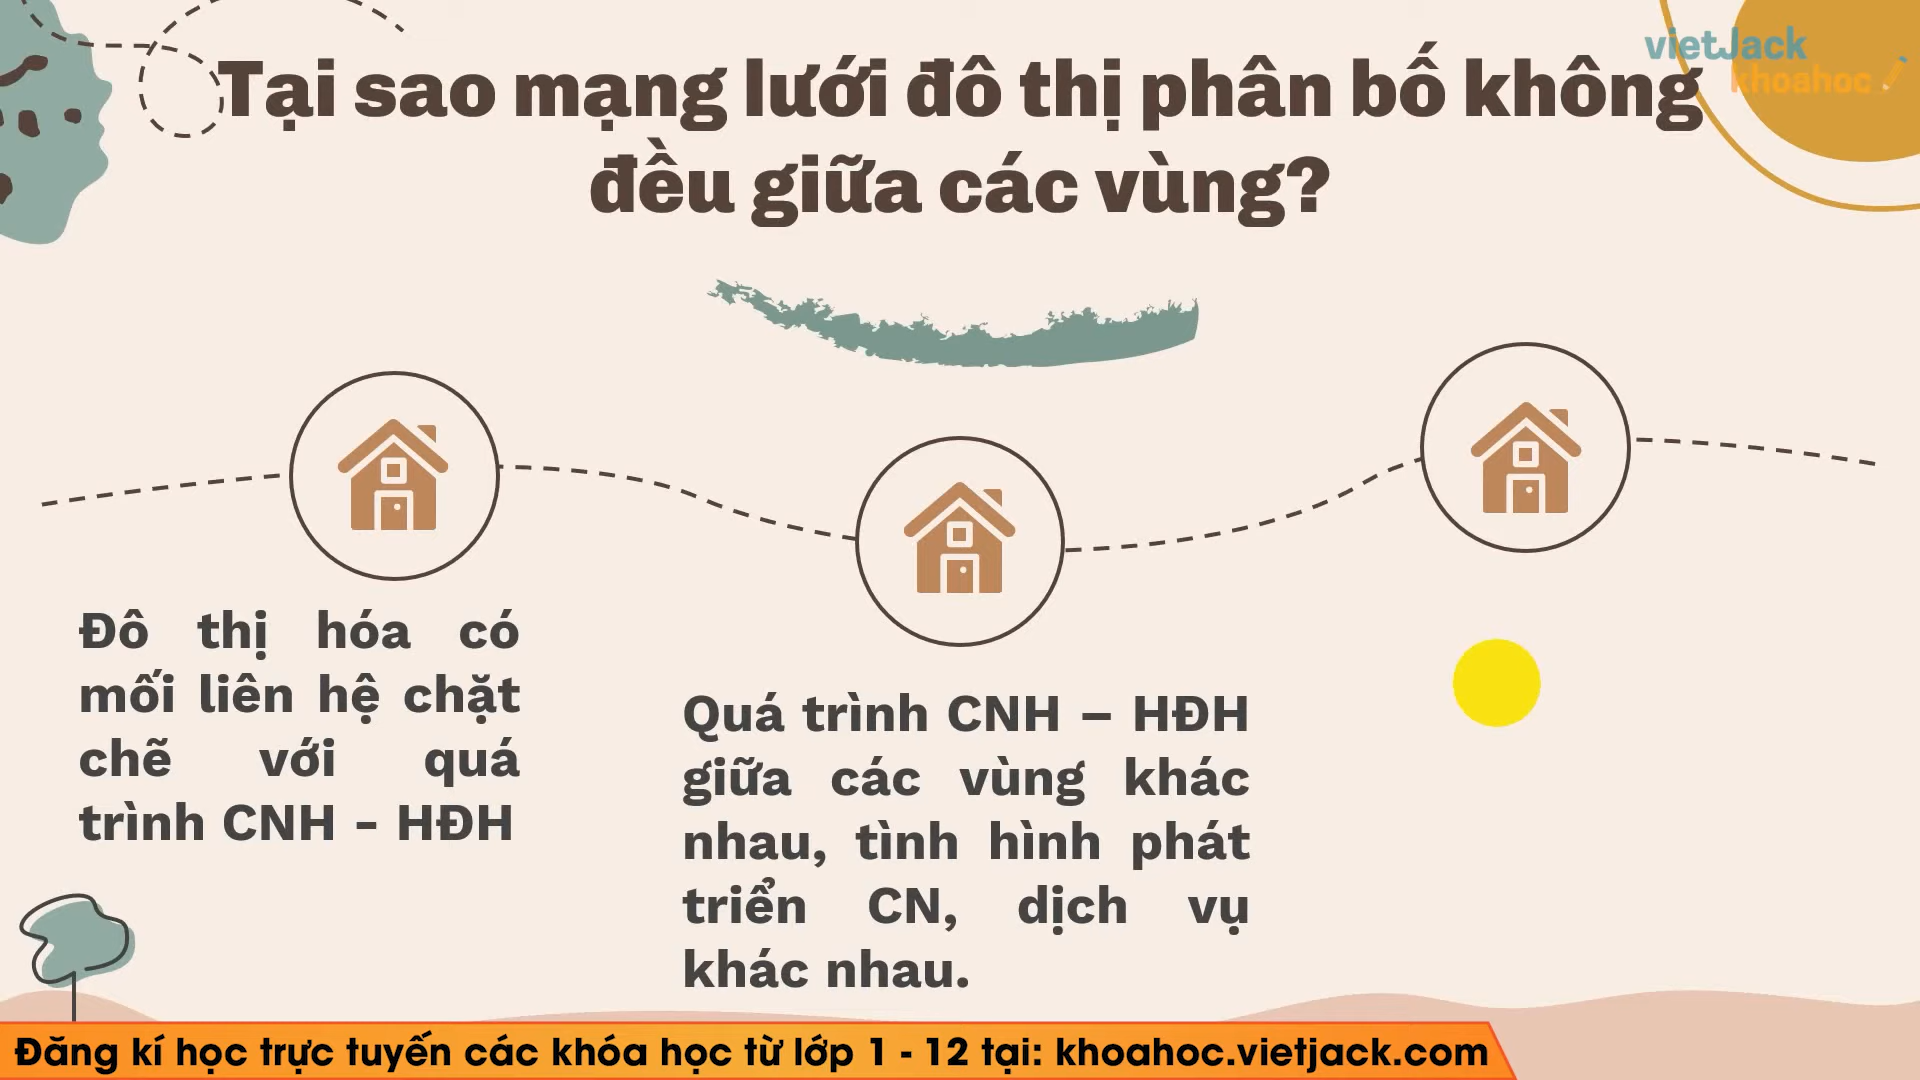 Tại sao mạng lưới đô thị phân bố không
đều giữa các vùng?
vietJack
khoahoc
Đô thị hóa có
mối liên hệ chặt
chẽ với quá
trình CNH - HĐH
Quá trình CNH – HĐH
giữa các vùng khác
nhau, tình hình phát
triển CN, dịch vụ
khác nhau.
Đăng kí học trực tuyến các khóa học từ lớp 1 - 12 tại: khoahoc.vietjack.com